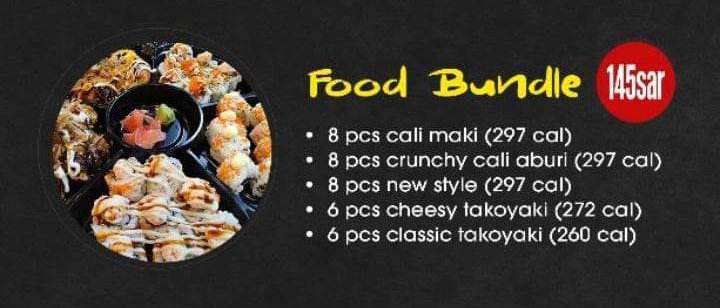 Food Bundle 145sar
• 8 pcs cali maki (297 cal)
• 8 pcs crunchy cali aburi (297 cal)
• 8 pcs new style (297 cal)
• 6 pcs cheesy takoyaki (272 cal)
• 6 pcs classic takoyaki (260 cal)